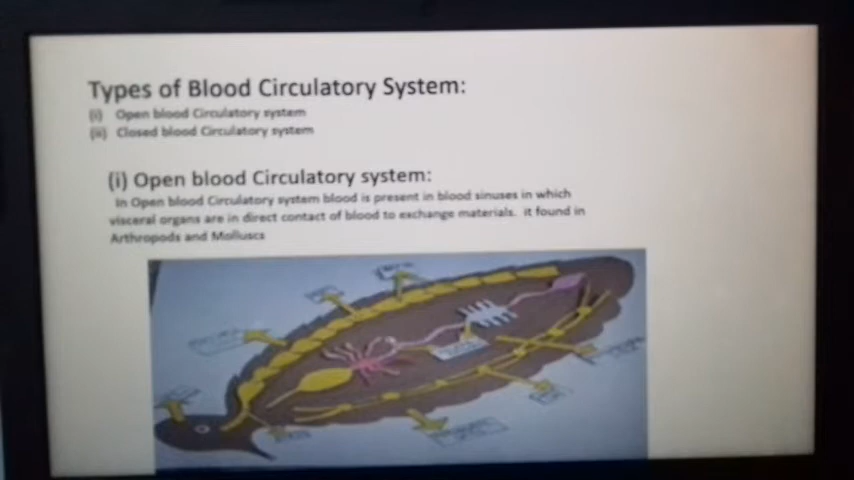 Types of Blood Circulatory System:
(i) Open blood Circulatory system
(ii) Closed blood Circulatory system
(i) Open blood Circulatory system:
In Open blood Circulatory system blood is present in blood sinuses in which
visceral organs are in direct contact of blood to exchange materials. it found in
Arthropods and Molluscs